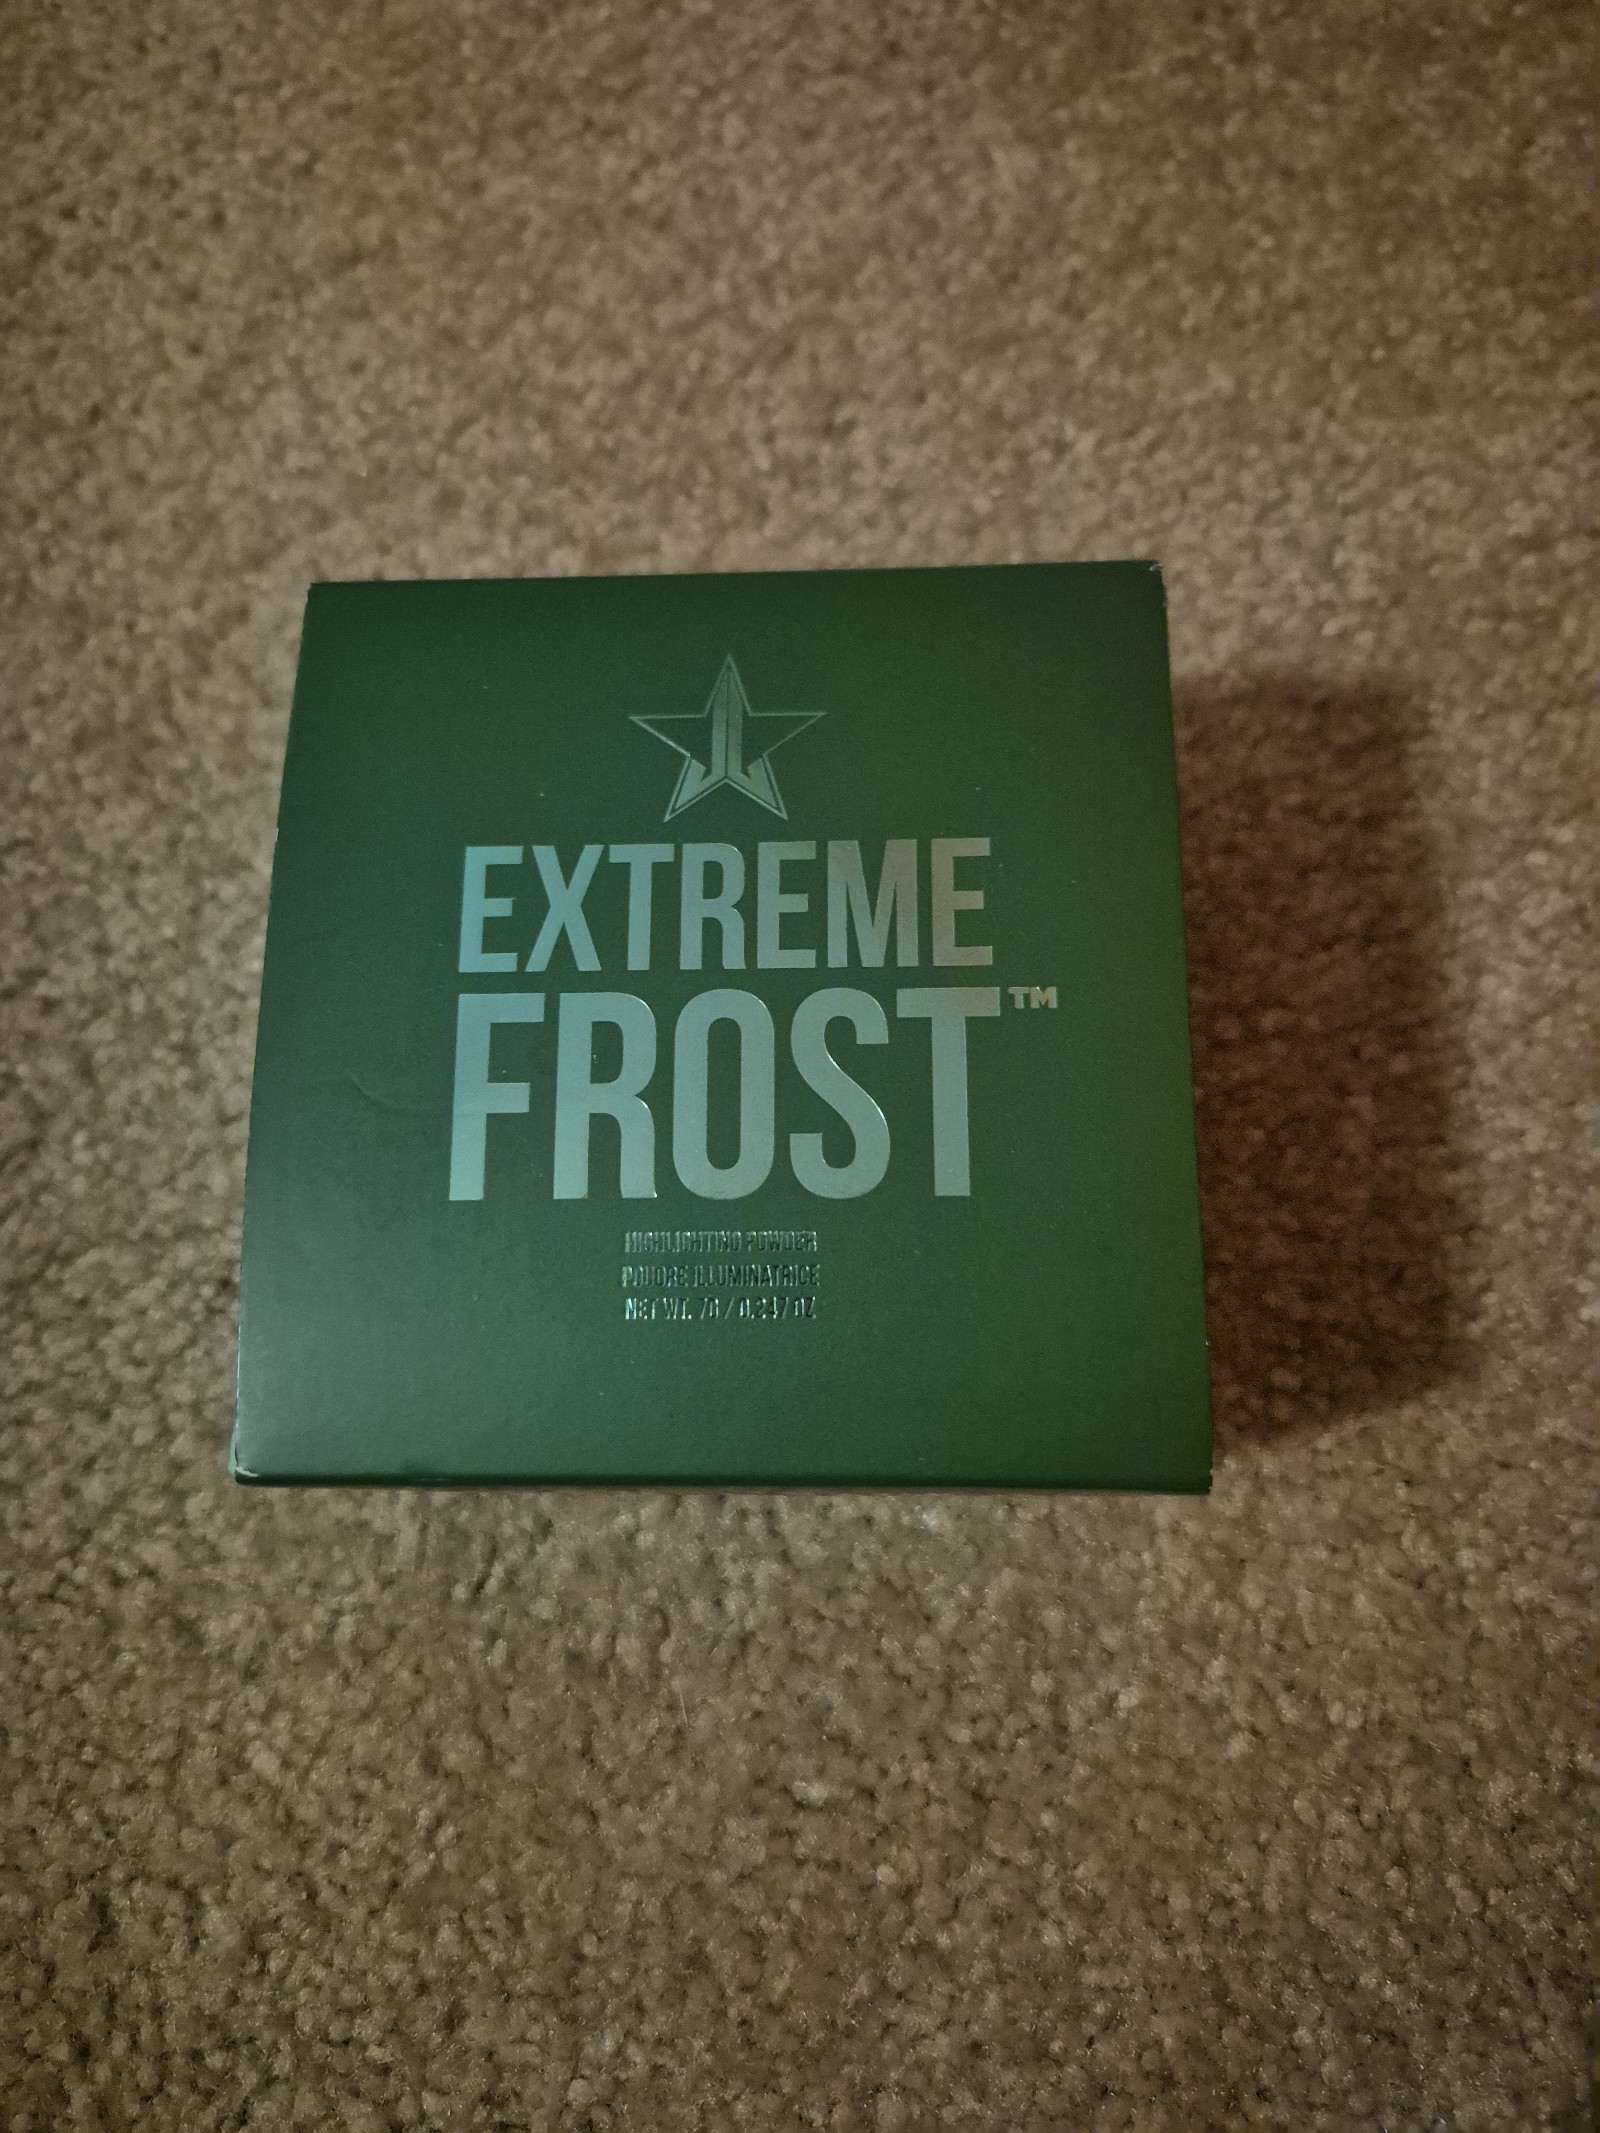 EXTREME
FROST™
HIGHLIGHTING POWDER
POUDRE ILLUMINATRICE
NET WT. 7G / 0.247 OZ